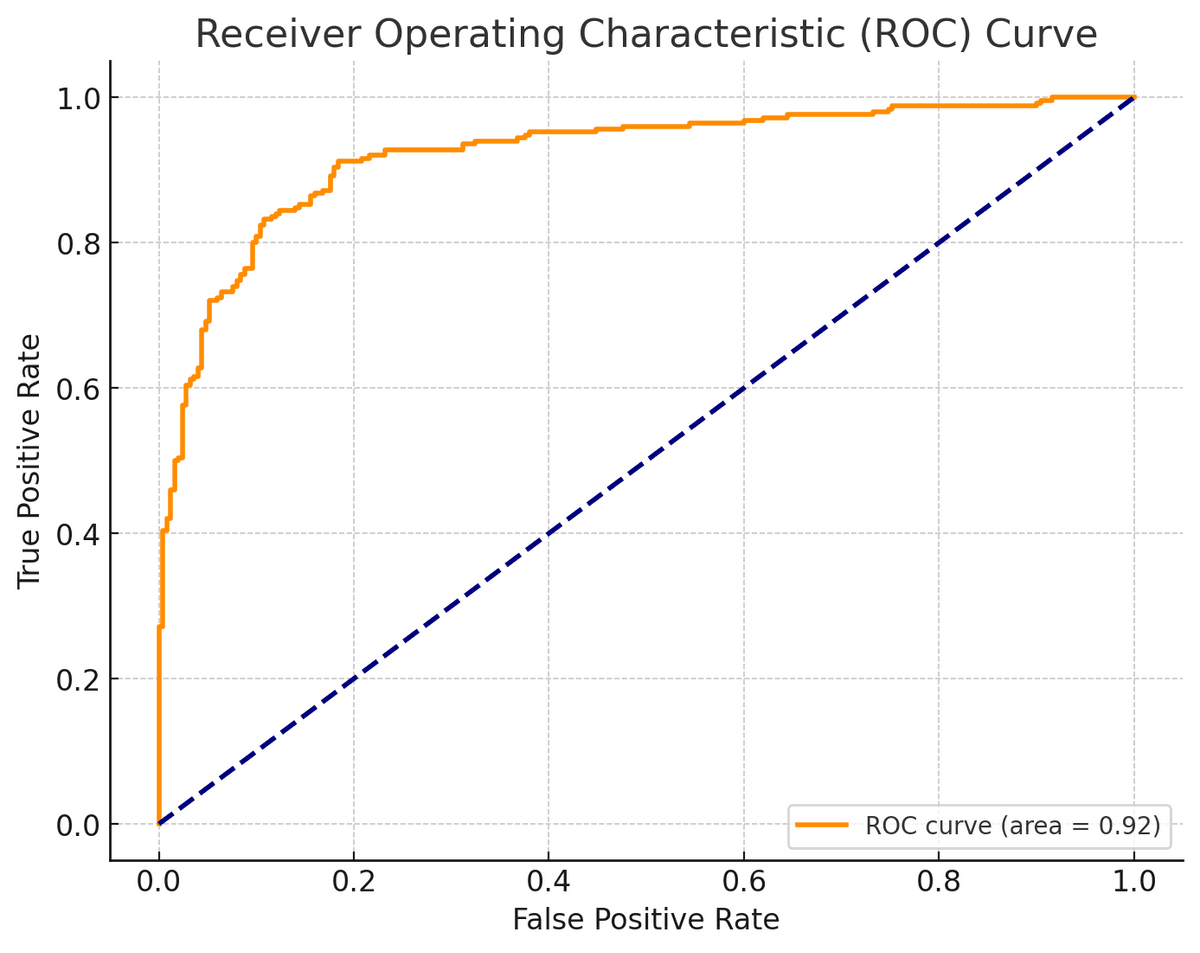 Receiver Operating Characteristic (ROC) Curve
1.0
0.8
0.6
0.4
0.2
0.0
True Positive Rate
ROC curve (area = 0.92)
0.0 0.2 0.4 0.6 0.8 1.0
False Positive Rate